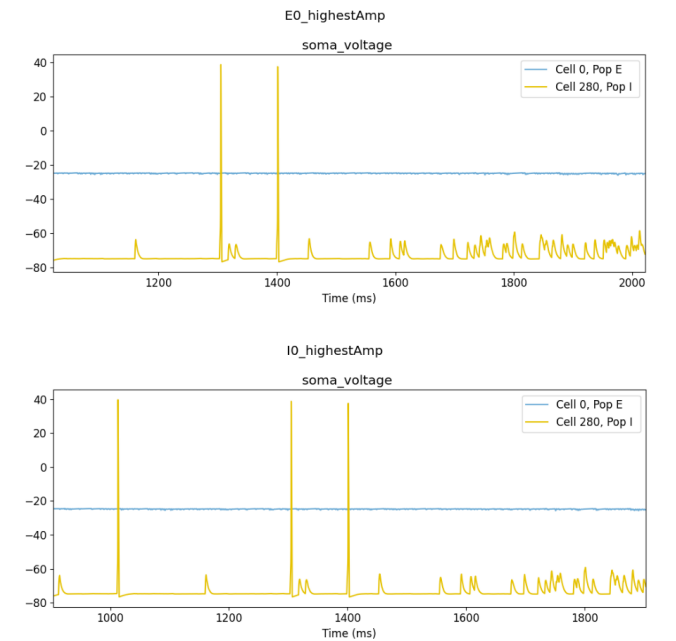 E0_highestAmp
soma_voltage
40
20
0
−20
−40
−60
−80
Cell 0, Pop E
Cell 280, Pop I
1200 1400 1600 1800 2000
Time (ms)
I0_highestAmp
soma_voltage
40
20
0
−20
−40
−60
−80
Cell 0, Pop E
Cell 280, Pop I
1000 1200 1400 1600 1800
Time (ms)